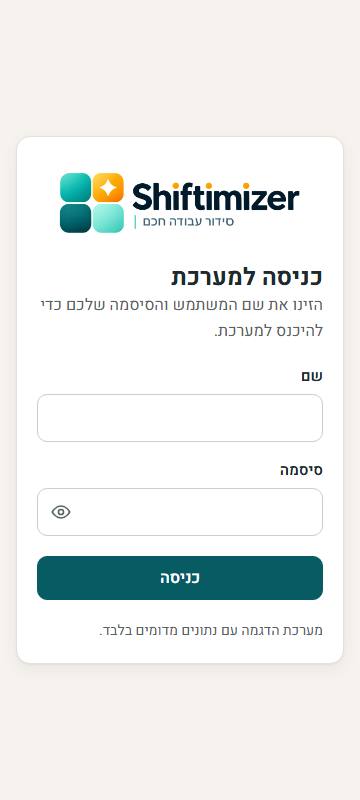 Shiftimizer
סידור עבודה חכם
כניסה למערכת
הזינו את שם המשתמש והסיסמה שלכם כדי
להיכנס למערכת.
שם
סיסמה
כניסה
מערכת הדגמה עם נתונים מדומים בלבד.